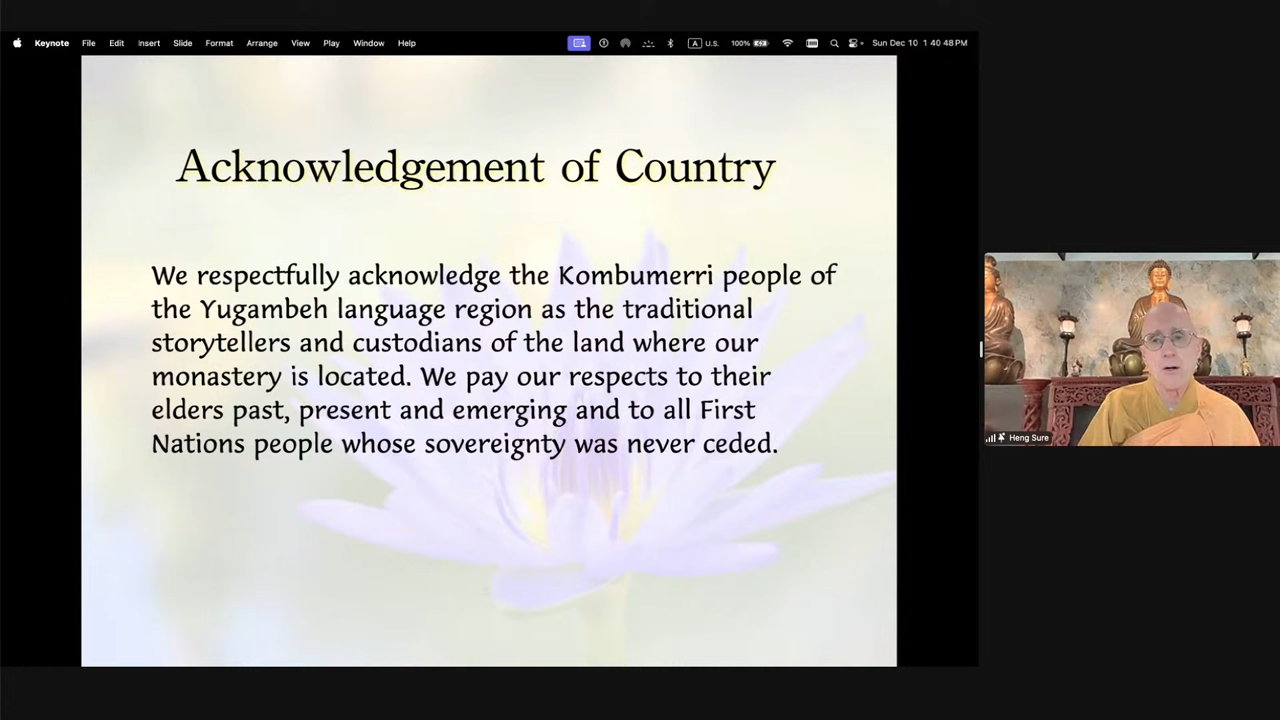 Keynote File Edit Insert Slide Format Arrange View Play Window Help A U.S. 100% Sun Dec 10 1 40 48 PM
Acknowledgement of Country
We respectfully acknowledge the Kombumerri people of
the Yugambeh language region as the traditional
storytellers and custodians of the land where our
monastery is located. We pay our respects to their
elders past, present and emerging and to all First
Nations people whose sovereignty was never ceded.
Heng Sure